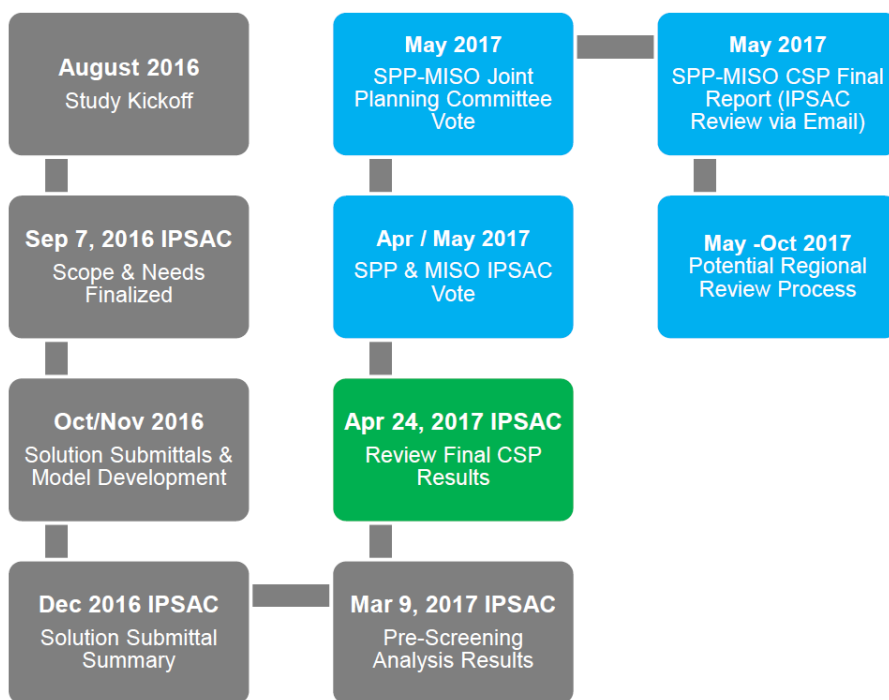 August 2016
Study Kickoff
Sep 7, 2016 IPSAC
Scope & Needs
Finalized
Oct/Nov 2016
Solution Submittals &
Model Development
Dec 2016 IPSAC
Solution Submittal
Summary
Mar 9, 2017 IPSAC
Pre-Screening
Analysis Results
Apr 24, 2017 IPSAC
Review Final CSP
Results
Apr / May 2017
SPP & MISO IPSAC
Vote
May 2017
SPP-MISO Joint
Planning Committee
Vote
May 2017
SPP-MISO CSP Final
Report (IPSAC
Review via Email)
May -Oct 2017
Potential Regional
Review Process